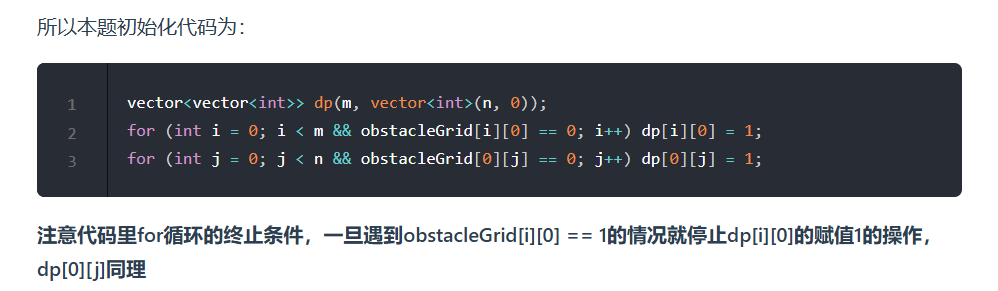 所以本题初始化代码为：
1 vector<vector<int>> dp(m, vector<int>(n, 0));
2 for (int i = 0; i < m && obstacleGrid[i][0] == 0; i++) dp[i][0] = 1;
3 for (int j = 0; j < n && obstacleGrid[0][j] == 0; j++) dp[0][j] = 1;
注意代码里for循环的终止条件，一旦遇到obstacleGrid[i][0] == 1的情况就停止dp[i][0]的赋值1的操作，
dp[0][j]同理